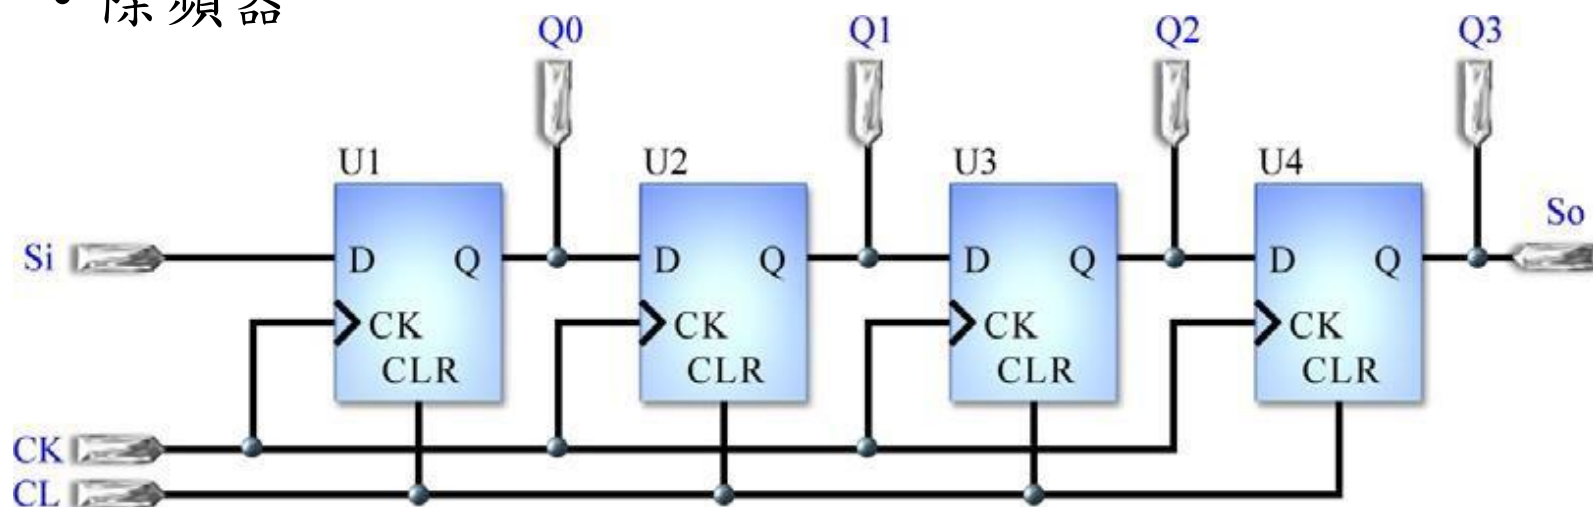 • 除頻器
Q0 Q1 Q2 Q3
U1 U2 U3 U4
So
Si D Q D Q D Q D Q
CK CK CK CK
CLR CLR CLR CLR
CK
CL